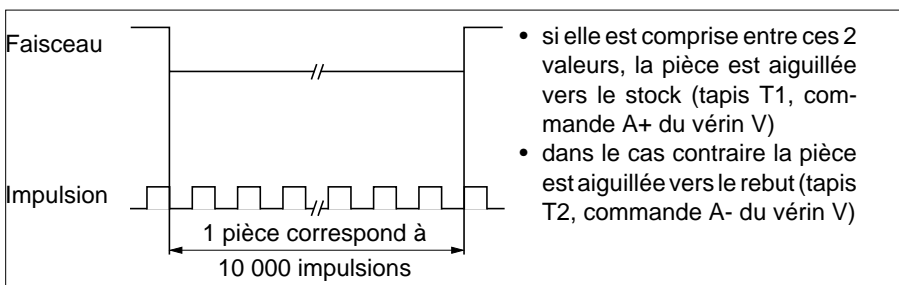 Faisceau
Impulsion
1 pièce correspond à
10 000 impulsions
• si elle est comprise entre ces 2
valeurs, la pièce est aiguillée
vers le stock (tapis T1, com-
mande A+ du vérin V)
• dans le cas contraire la pièce
est aiguillée vers le rebut (tapis
T2, commande A- du vérin V)